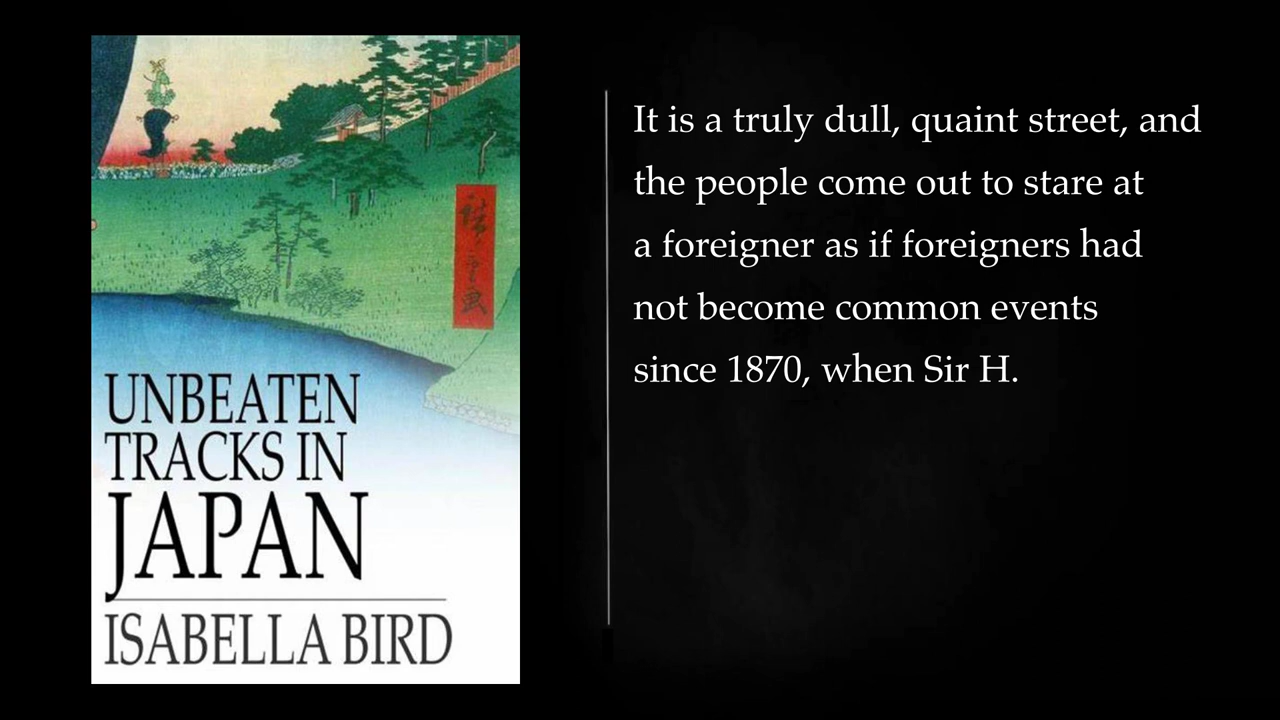 UNBEATEN
TRACKS IN
JAPAN
ISABELLA BIRD
It is a truly dull, quaint street, and
the people come out to stare at
a foreigner as if foreigners had
not become common events
since 1870, when Sir H.